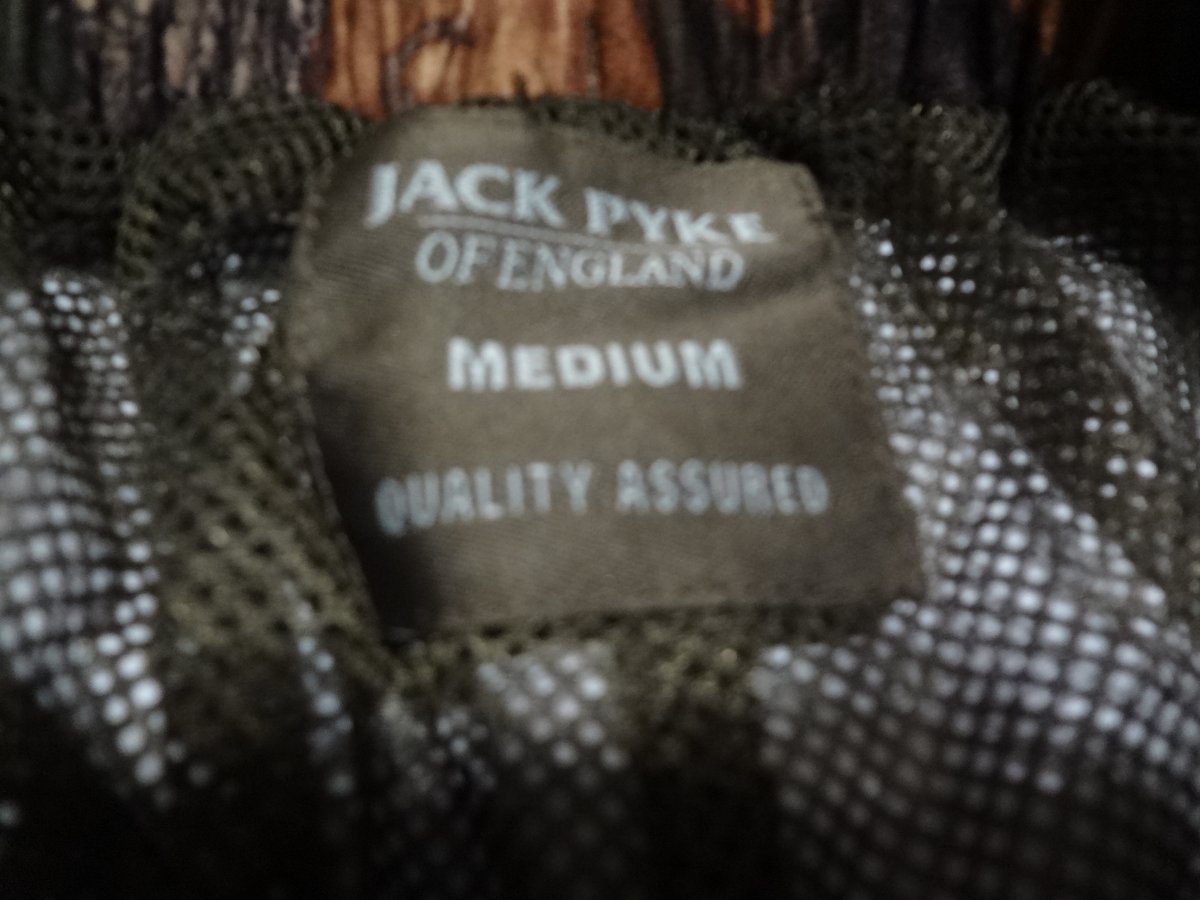 JACK PYKE
OF ENGLAND
MEDIUM
QUALITY ASSURED